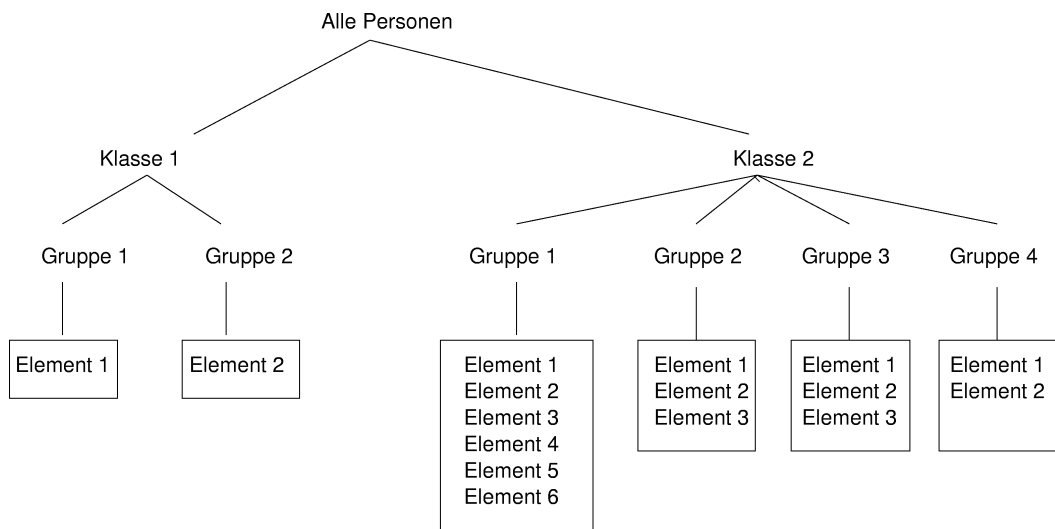 Alle Personen
Klasse 1
Klasse 2
Gruppe 1
Gruppe 2
Gruppe 1
Gruppe 2
Gruppe 3
Gruppe 4
Element 1
Element 2
Element 1
Element 2
Element 3
Element 4
Element 5
Element 6
Element 1
Element 2
Element 3
Element 1
Element 2
Element 3
Element 1
Element 2